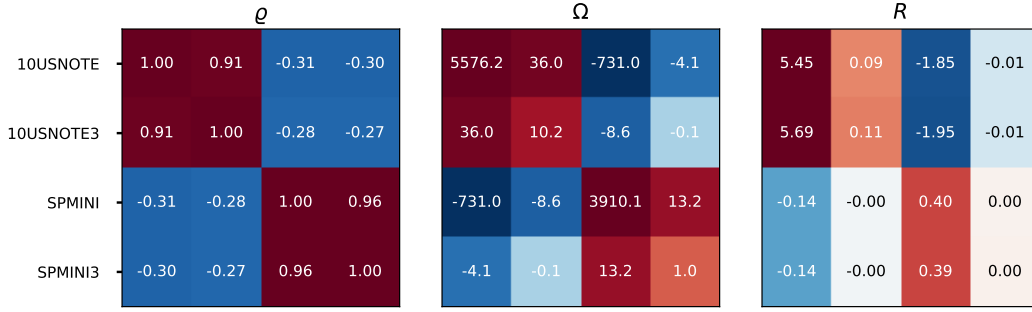 ϱ Ω R
10USNOTE 1.00 0.91 -0.31 -0.30 5576.2 36.0 -731.0 -4.1 5.45 0.09 -1.85 -0.01
10USNOTE3 0.91 1.00 -0.28 -0.27 36.0 10.2 -8.6 -0.1 5.69 0.11 -1.95 -0.01
SPMINI -0.31 -0.28 1.00 0.96 -731.0 -8.6 3910.1 13.2 -0.14 -0.00 0.40 0.00
SPMINI3 -0.30 -0.27 0.96 1.00 -4.1 -0.1 13.2 1.0 -0.14 -0.00 0.39 0.00